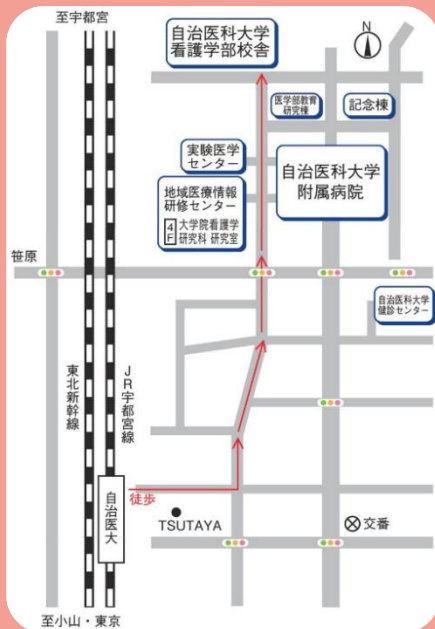 至宇都宮
自治医科大学
看護学部校舎
N
医学部教育
研究棟
記念棟
実験医学
センター
自治医科大学
附属病院
地域医療情報
研修センター
4F 大学院看護学
研究科 研究室
笹原
自治医科大学
健診センター
東北新幹線
JR宇都宮線
自治医大
徒歩
TSUTAYA
交番
至小山・東京